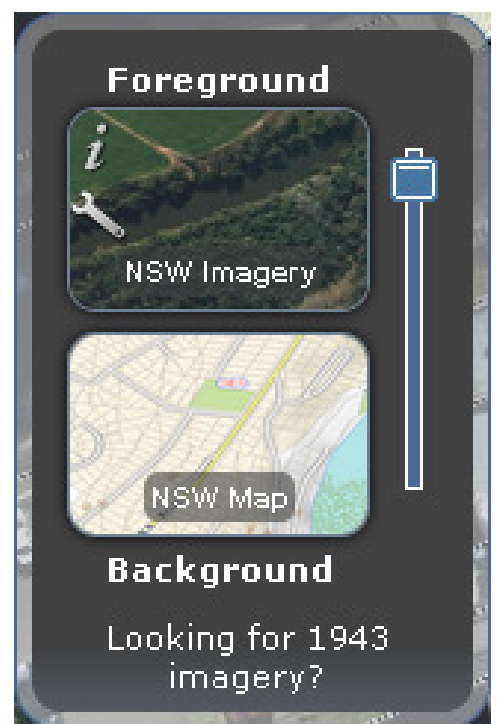 Foreground
i
NSW Imagery
NSW Map
Background
Looking for 1943
imagery?